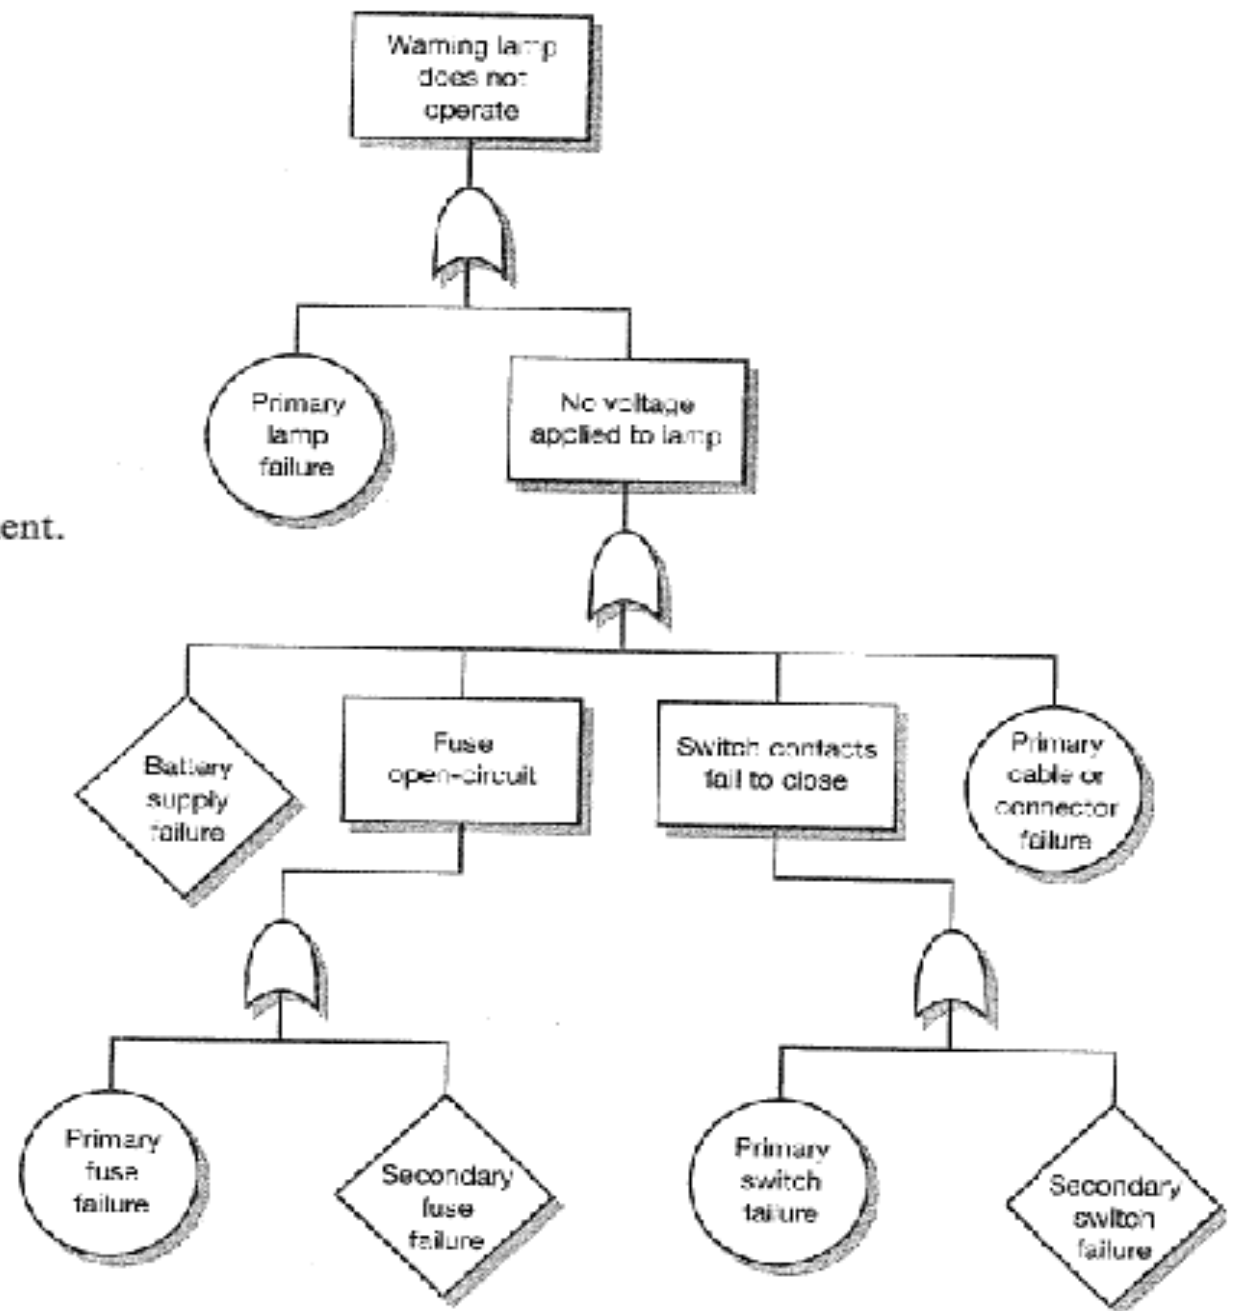 Warning lamp
does not
operate
Primary
lamp
failure
No voltage
applied to lamp
ent.
Battery
supply
failure
Fuse
open-circuit
Switch contacts
fail to close
Primary
cable or
connector
failure
Primary
fuse
failure
Secondary
fuse
failure
Primary
switch
failure
Secondary
switch
failure